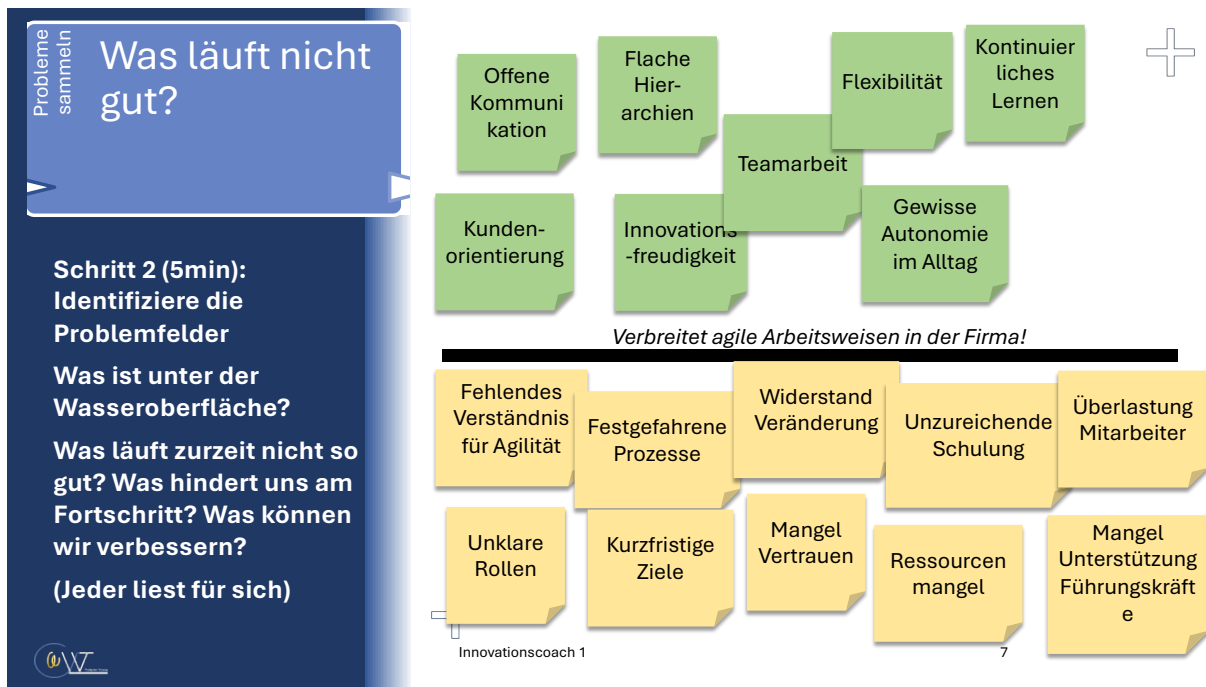 Probleme
sammeln
Was läuft nicht
gut?
Schritt 2 (5min):
Identifiziere die
Problemfelder
Was ist unter der
Wasseroberfläche?
Was läuft zurzeit nicht so
gut? Was hindert uns am
Fortschritt? Was können
wir verbessern?
(Jeder liest für sich)
Offene
Kommuni
kation
Flache
Hier-
archien
Flexibilität
Kontinuier
liches
Lernen
Teamarbeit
Kunden-
orientierung
Innovations
-freudigkeit
Gewisse
Autonomie
im Alltag
Verbreitet agile Arbeitsweisen in der Firma!
Fehlendes
Verständnis
für Agilität
Festgefahrene
Prozesse
Widerstand
Veränderung
Unzureichende
Schulung
Überlastung
Mitarbeiter
Unklare
Rollen
Kurzfristige
Ziele
Mangel
Vertrauen
Ressourcen
mangel
Mangel
Unterstützung
Führungskräft
e
Innovationscoach 1
7